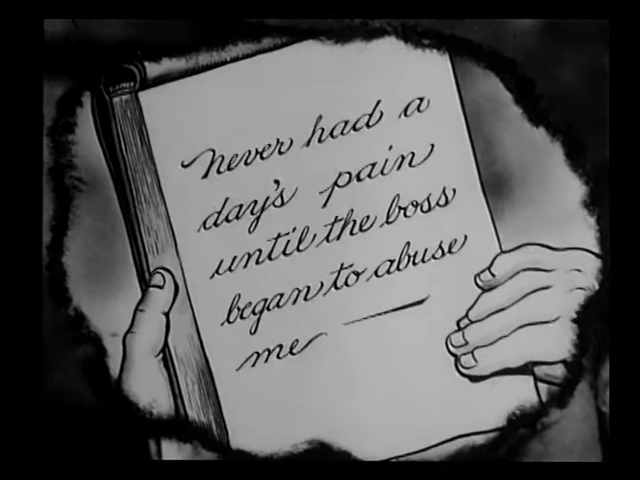 Never had a
day's pain
until the boss
began to abuse
me —